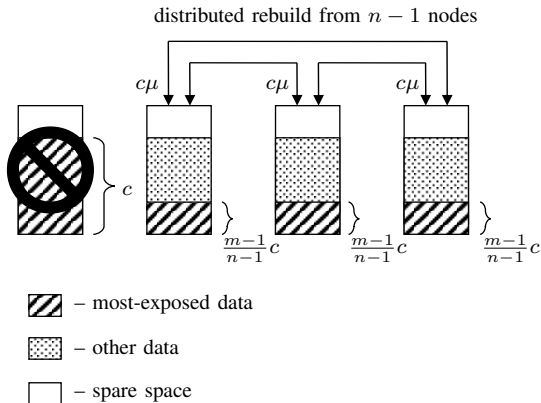 distributed rebuild from n − 1 nodes
cμ cμ cμ
c
m−1/n−1 c m−1/n−1 c m−1/n−1 c
– most-exposed data
– other data
– spare space